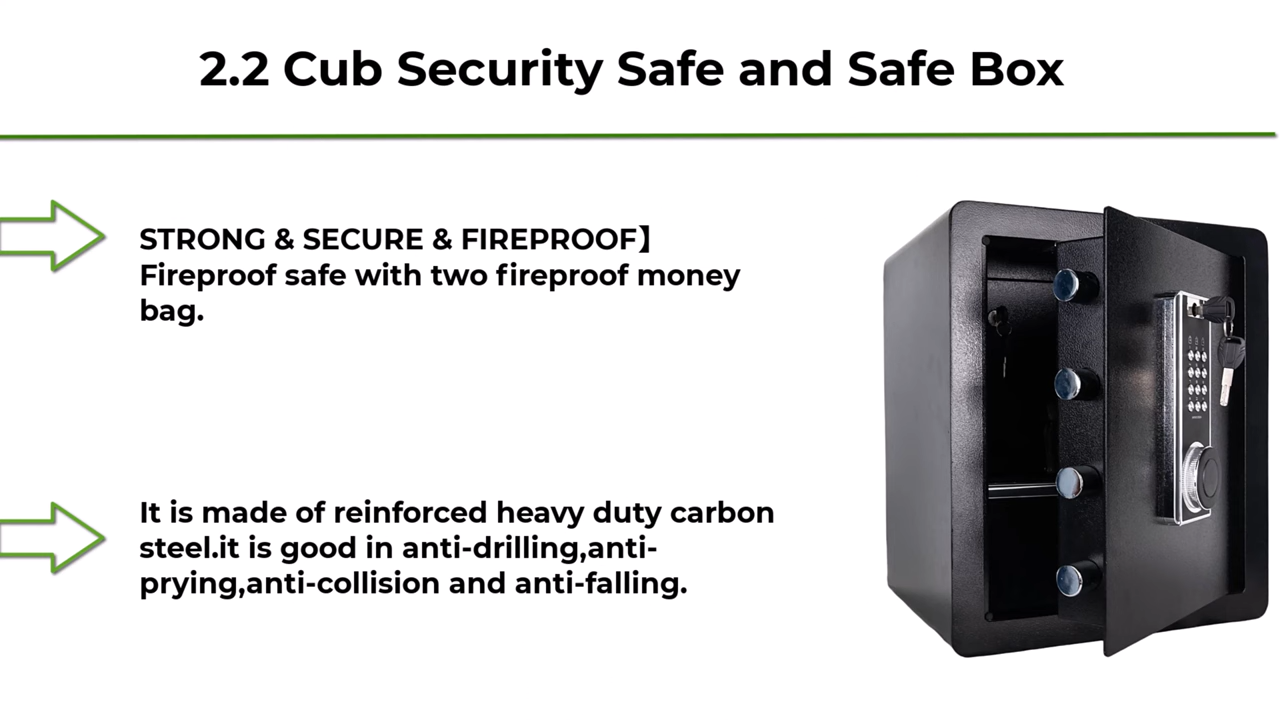 2.2 Cub Security Safe and Safe Box
STRONG & SECURE & FIREPROOF】
Fireproof safe with two fireproof money
bag.
It is made of reinforced heavy duty carbon
steel.it is good in anti-drilling,anti-
prying,anti-collision and anti-falling.